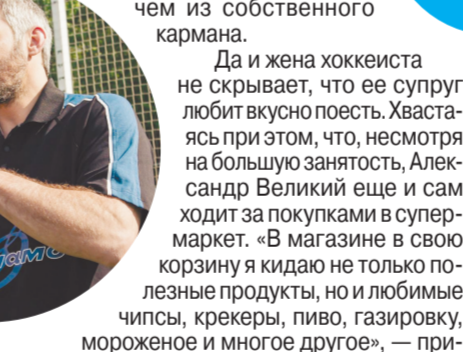 чем из собственного
кармана.
Да и жена хоккеиста
не скрывает, что ее супруг
любит вкусно поесть. Хваста-
ясь при этом, что, несмотря
на большую занятость, Алек-
сандр Великий еще и сам
ходит за покупками в супер-
маркет. «В магазине в свою
корзину я кидаю не только по-
лезные продукты, но и любимые
чипсы, крекеры, пиво, газировку,
мороженое и многое другое», — при-